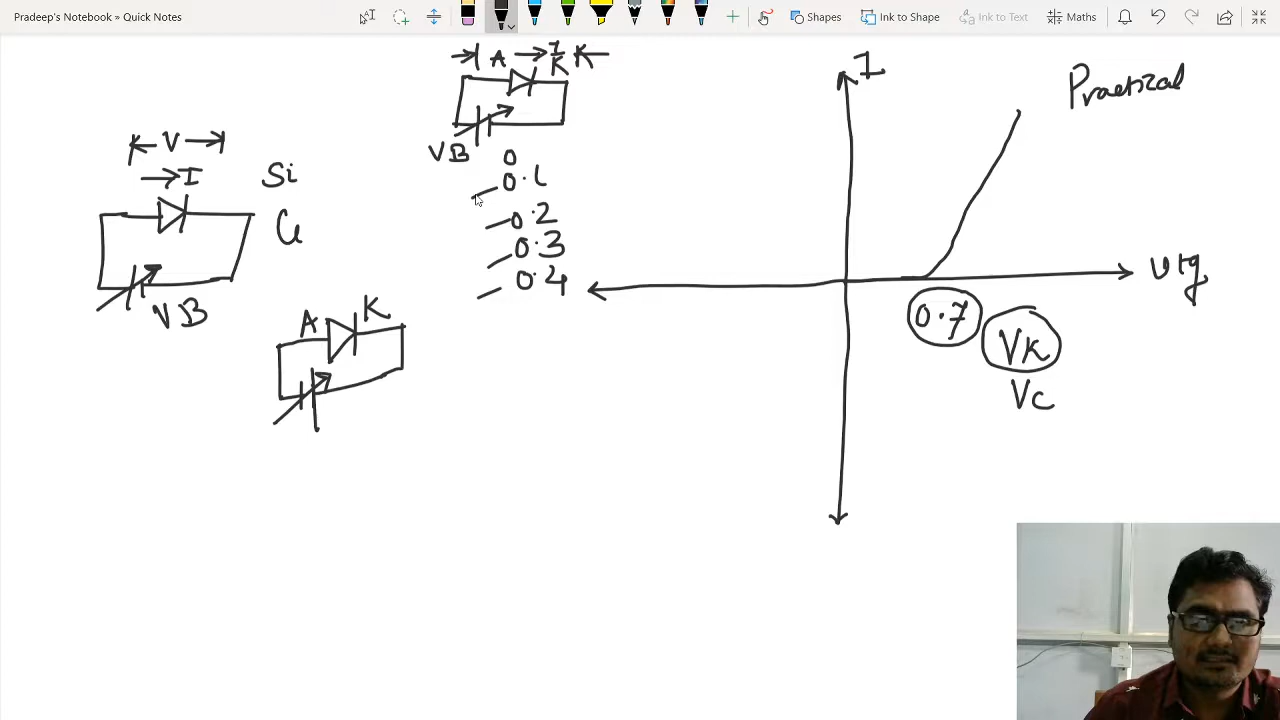 Pradeep's Notebook » Quick Notes
Shapes
Ink to Shape
Ink to Text
Maths
A I K
K
VB
0
0.1
0.2
0.3
0.4
V
I
Si
VB
A K
I
Practical
Vtg
0.7
VK
VC